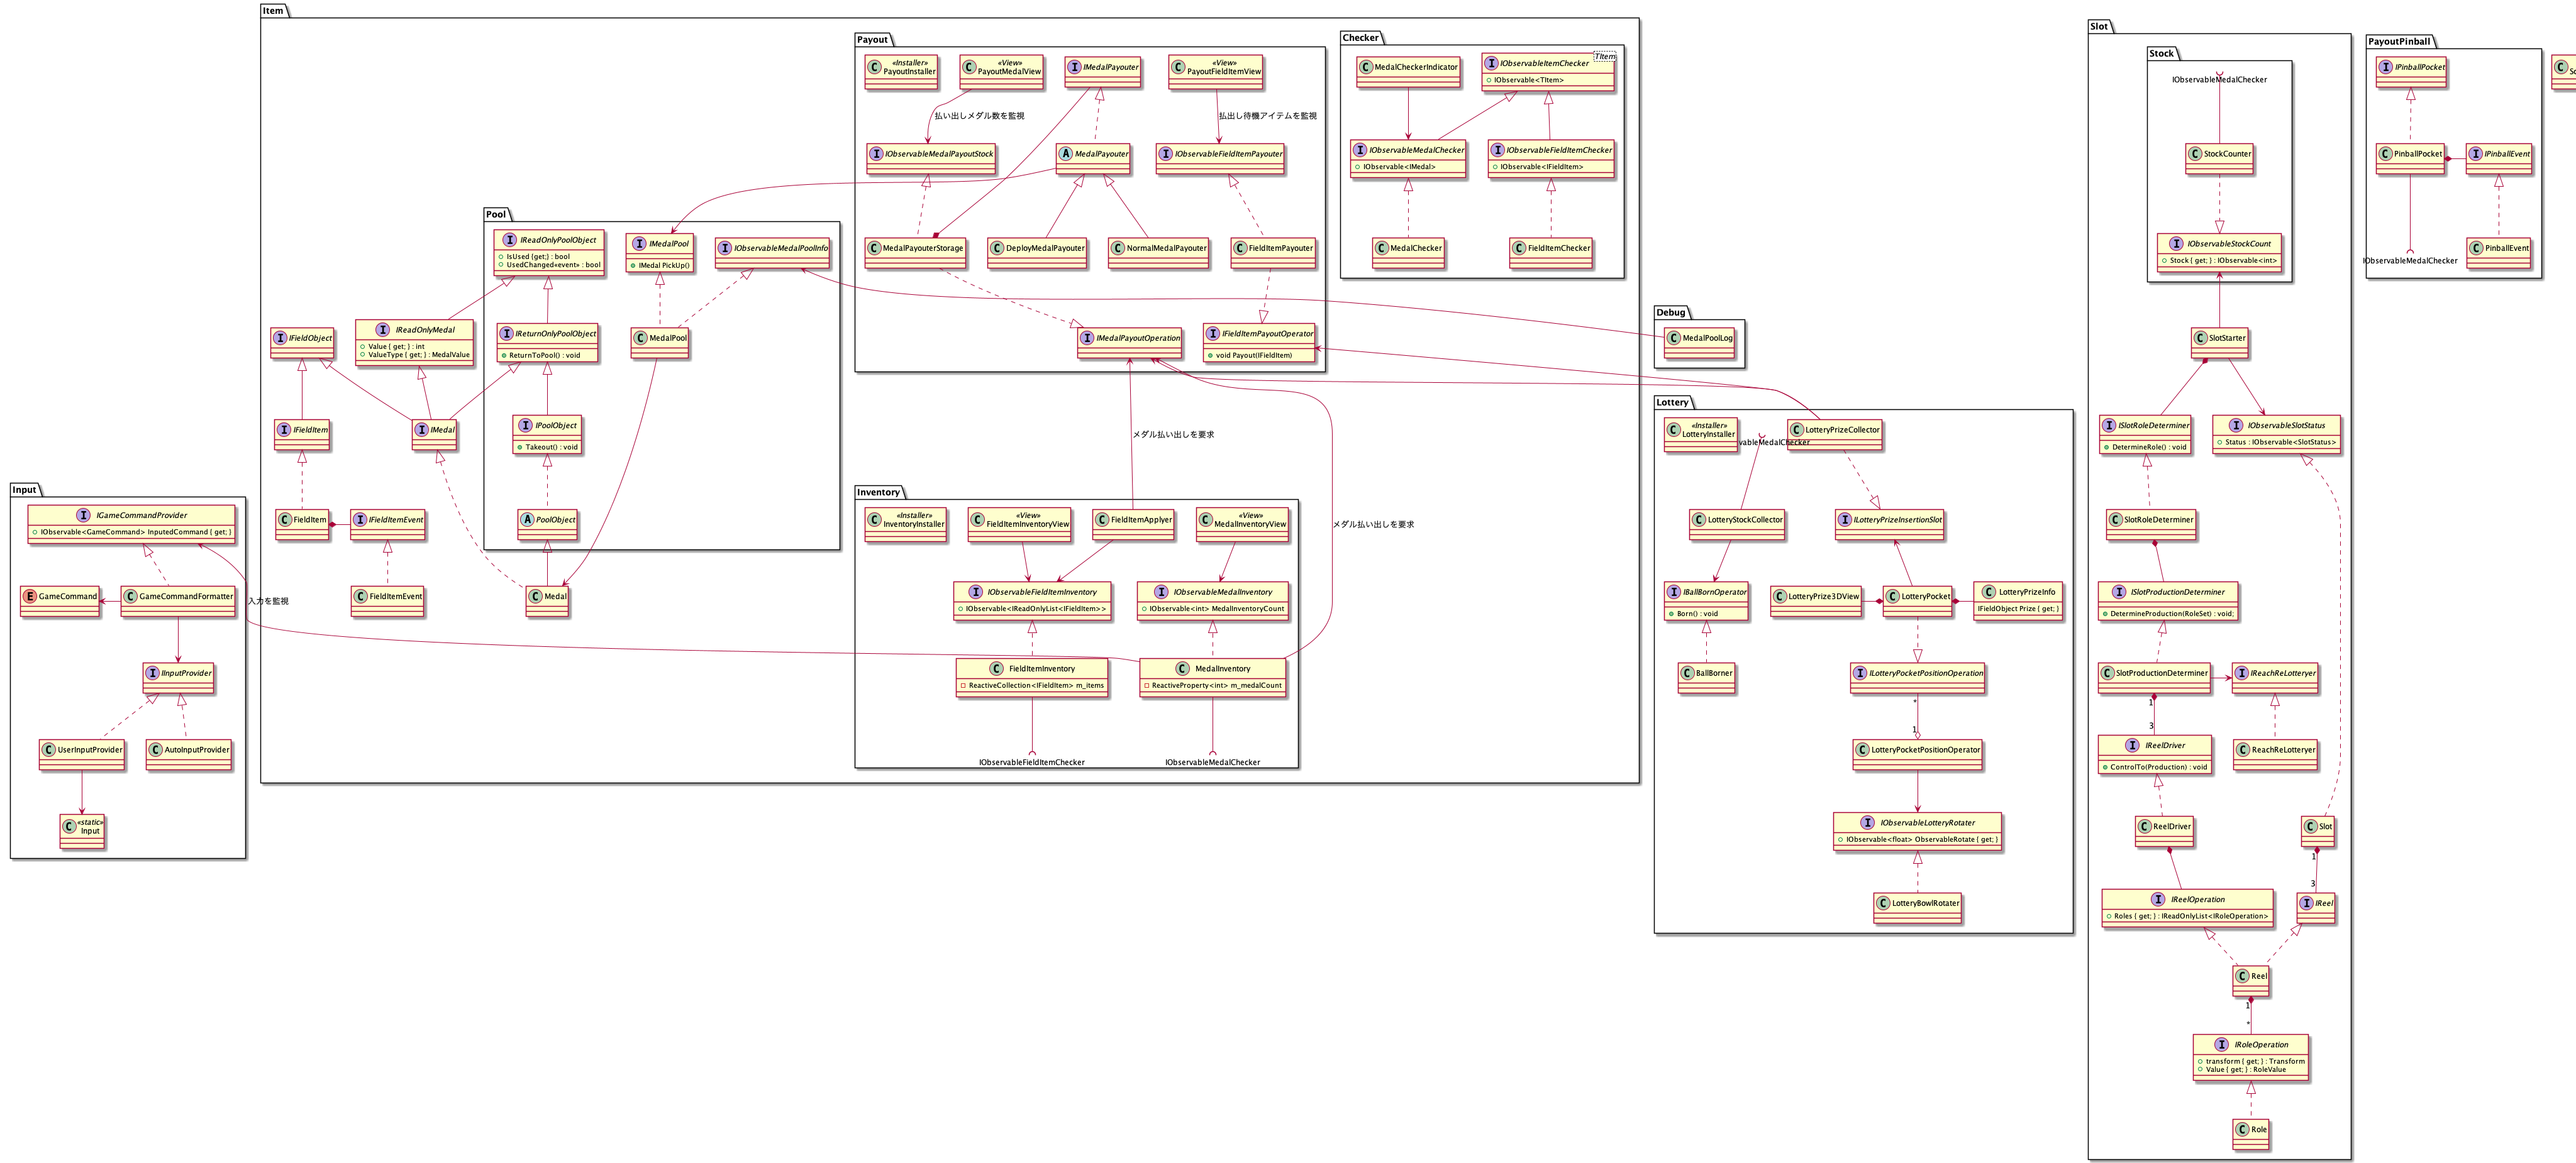 Item
Payout
«Installer»
PayoutInstaller
«View»
PayoutMedalView
IMedalPayouter
«View»
PayoutFieldItemView
払い出しメダル数を監視
払出し待機アイテムを監視
IObservableMedalPayoutStock
MedalPayouter
IObservableFieldItemPayouter
MedalPayouterStorage
DeployMedalPayouter
NormalMedalPayouter
FieldItemPayouter
IMedalPayoutOperation
IFieldItemPayoutOperator
void Payout(IFieldItem)
Checker
MedalCheckerIndicator
IObservableItemChecker
TItem
IObservable<TItem>
IObservableMedalChecker
IObservable<IMedal>
IObservableFieldItemChecker
IObservable<IFieldItem>
MedalChecker
FieldItemChecker
Pool
IReadOnlyPoolObject
IsUsed {get;} : bool
UsedChanged<<event>> : bool
IMedalPool
IMedal PickUp()
IObservableMedalPoolInfo
IReturnOnlyPoolObject
ReturnToPool() : void
MedalPool
IPoolObject
Takeout() : void
PoolObject
IFieldObject
IReadOnlyMedal
Value { get; } : int
ValueType { get; } : MedalValue
IFieldItem
IMedal
FieldItem
IFieldItemEvent
FieldItemEvent
Medal
メダル払い出しを要求
メダル払い出しを要求
Inventory
«Installer»
InventoryInstaller
«View»
FieldItemInventoryView
FieldItemApplyer
«View»
MedalInventoryView
IObservableFieldItemInventory
IObservable<IReadOnlyList<IFieldItem>>
IObservableMedalInventory
IObservable<int> MedalInventoryCount
FieldItemInventory
ReactiveCollection<IFieldItem> m_items
MedalInventory
ReactiveProperty<int> m_medalCount
IObservableFieldItemChecker
IObservableMedalChecker
Input
IGameCommandProvider
IObservable<GameCommand> InputedCommand { get; }
GameCommand
GameCommandFormatter
入力を監視
IInputProvider
UserInputProvider
AutoInputProvider
«static»
Input
Debug
MedalPoolLog
Lottery
«Installer»
LotteryInstaller
vableMedalChecker
LotteryPrizeCollector
LotteryStockCollector
ILotteryPrizeInsertionSlot
IBallBornOperator
Born() : void
LotteryPrize3DView
LotteryPocket
LotteryPrizeInfo
IFieldObject Prize { get; }
BallBorner
ILotteryPocketPositionOperation
*
1
LotteryPocketPositionOperator
IObservableLotteryRotater
IObservable<float> ObservableRotate { get; }
LotteryBowlRotater
Slot
Stock
IObservableMedalChecker
StockCounter
IObservableStockCount
Stock { get; } : IObservable<int>
SlotStarter
ISlotRoleDeterminer
DetermineRole() : void
IObservableSlotStatus
Status : IObservable<SlotStatus>
SlotRoleDeterminer
ISlotProductionDeterminer
DetermineProduction(RoleSet) : void;
SlotProductionDeterminer
IReachReLotteryer
1
3
IReelDriver
ControlTo(Production) : void
ReachReLotteryer
ReelDriver
Slot
1
3
IReelOperation
Roles { get; } : IReadOnlyList<IRoleOperation>
IReel
Reel
1
*
IRoleOperation
transform { get; } : Transform
Value { get; } : RoleValue
Role
PayoutPinball
IPinballPocket
PinballPocket
IPinballEvent
IObservableMedalChecker
PinballEvent